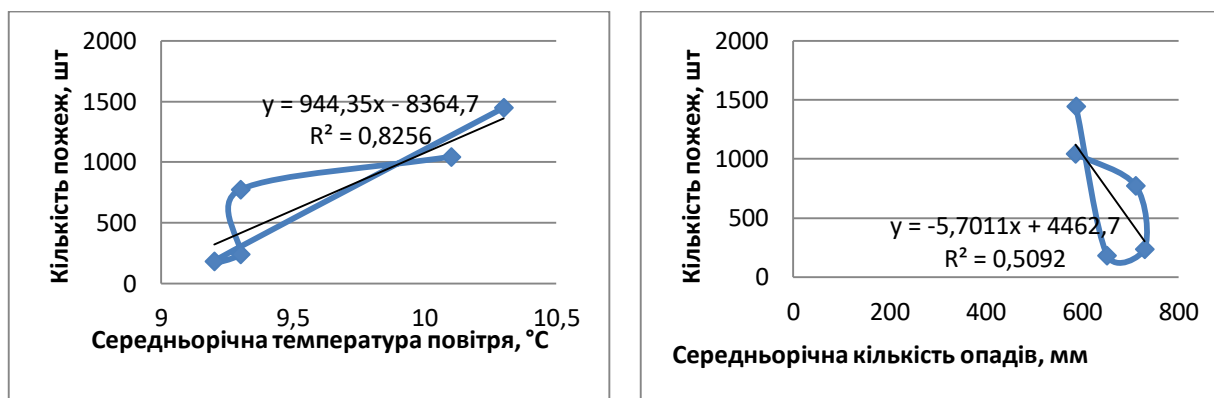 Кількість пожеж, шт
2000
1500
1000
500
0
y = 944,35x - 8364,7
R² = 0,8256
9
9,5
10
10,5
Середньорічна температура повітря, °С
Кількість пожеж, шт
2000
1500
1000
500
0
y = -5,7011x + 4462,7
R² = 0,5092
0
200
400
600
800
Середньорічна кількість опадів, мм